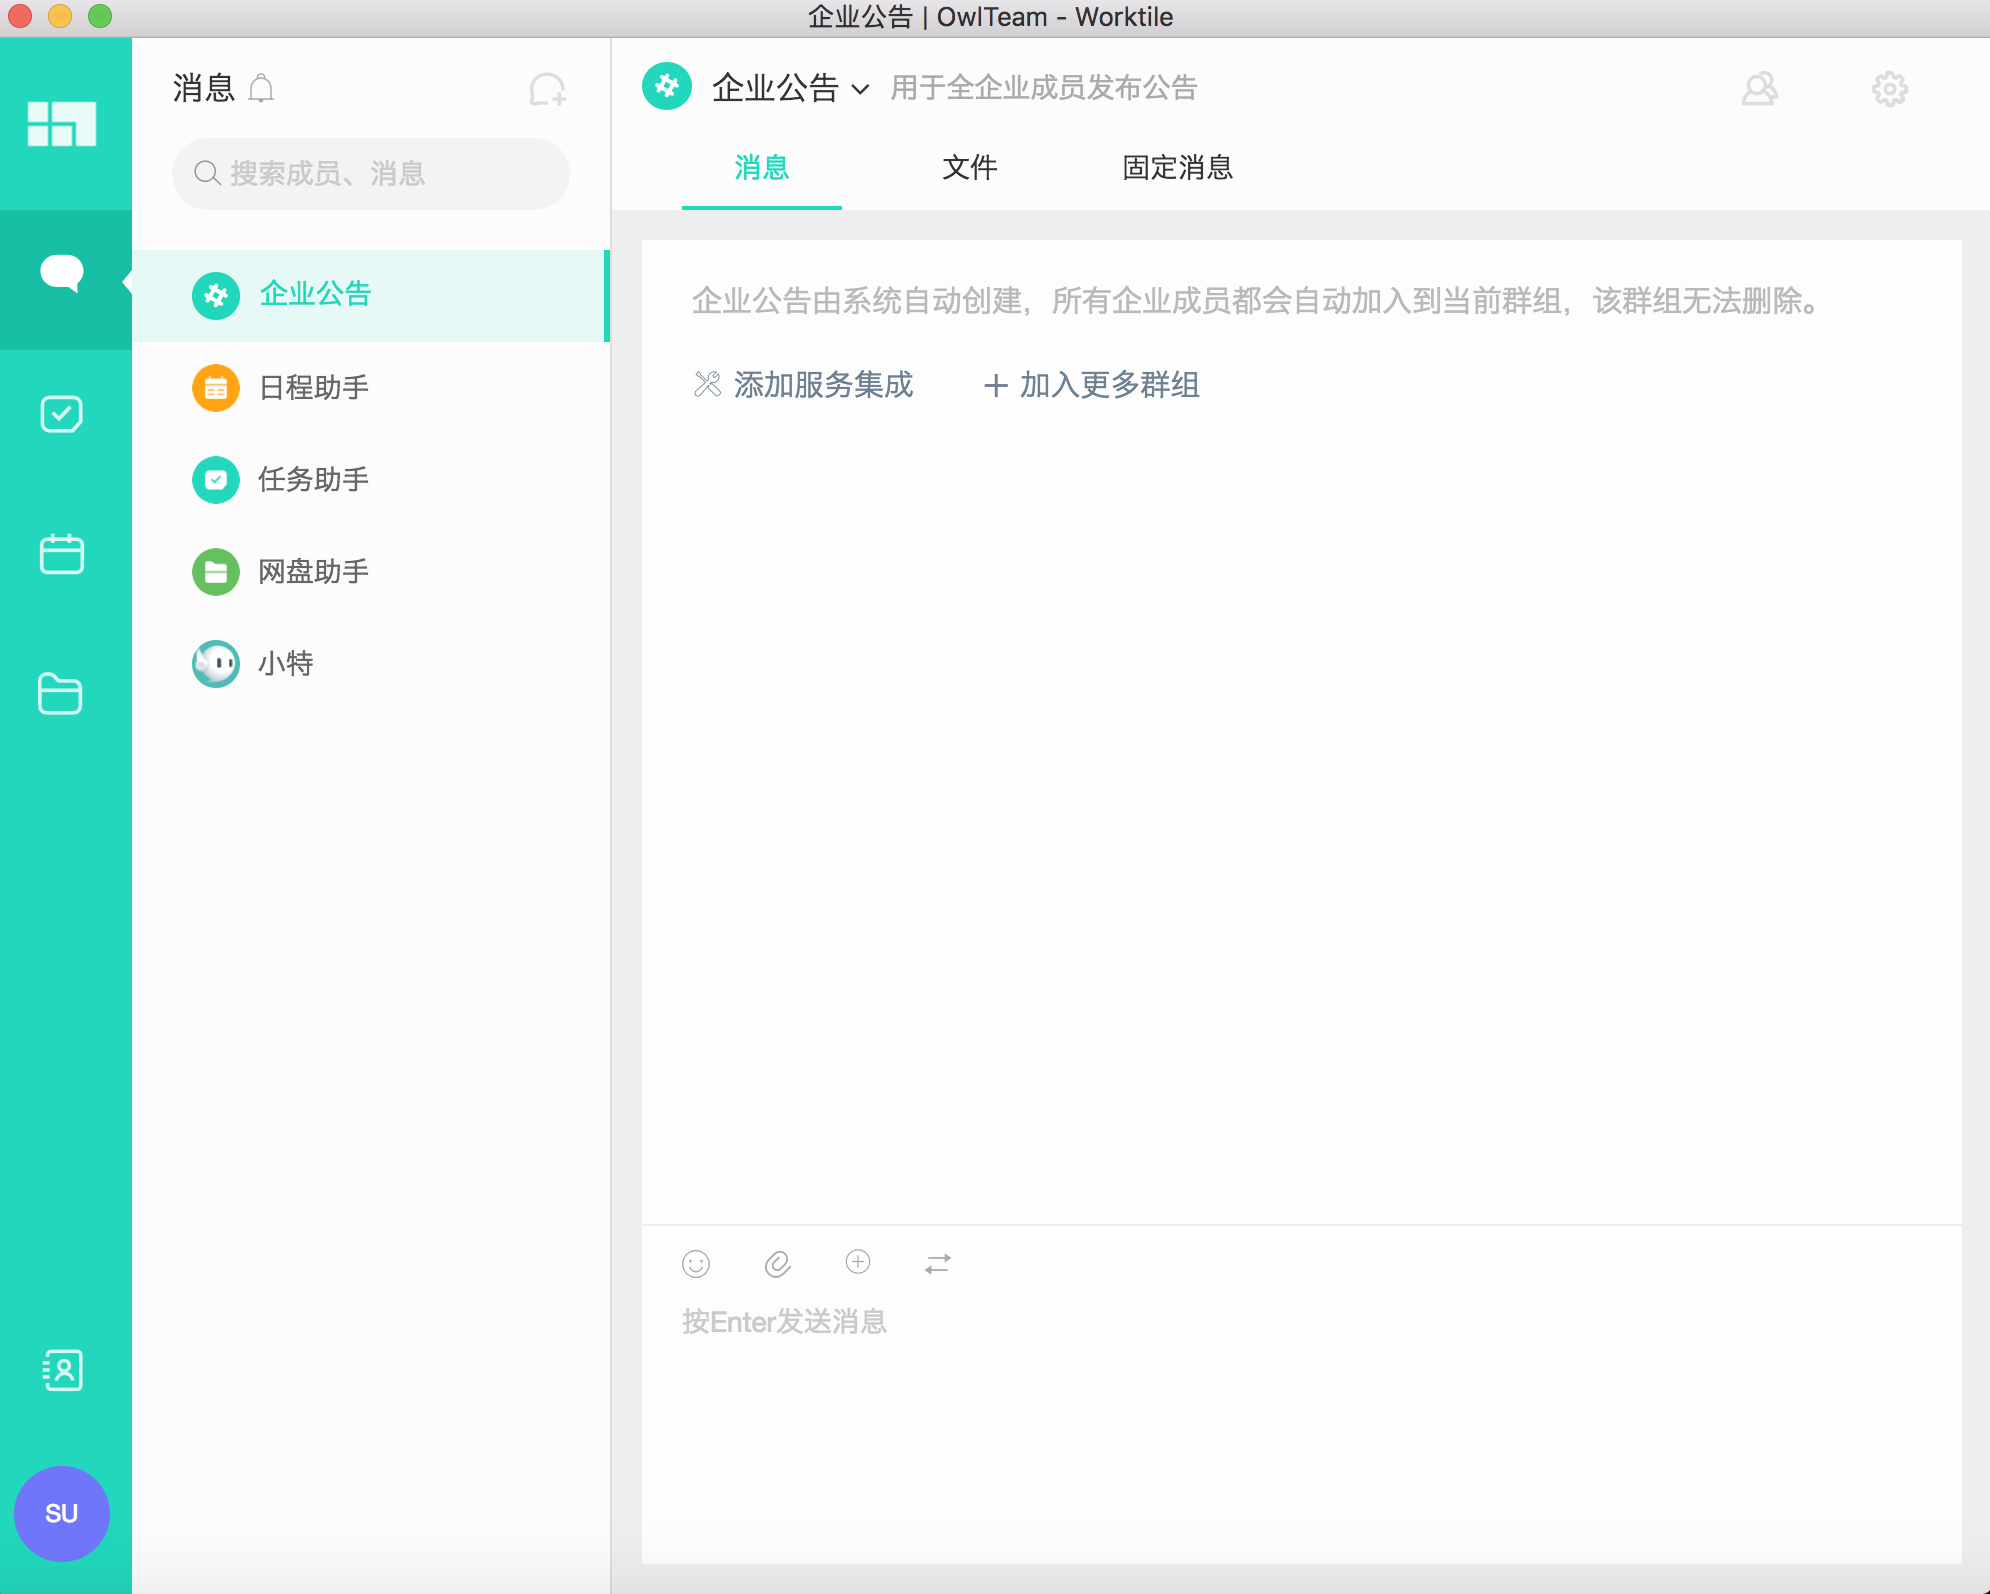 企业公告 | OwlTeam - Worktile
消息
搜索成员、消息
企业公告
日程助手
任务助手
网盘助手
小特
SU
企业公告 用于全企业成员发布公告
消息 文件 固定消息
企业公告由系统自动创建，所有企业成员都会自动加入到当前群组，该群组无法删除。
添加服务集成 加入更多群组
按Enter发送消息